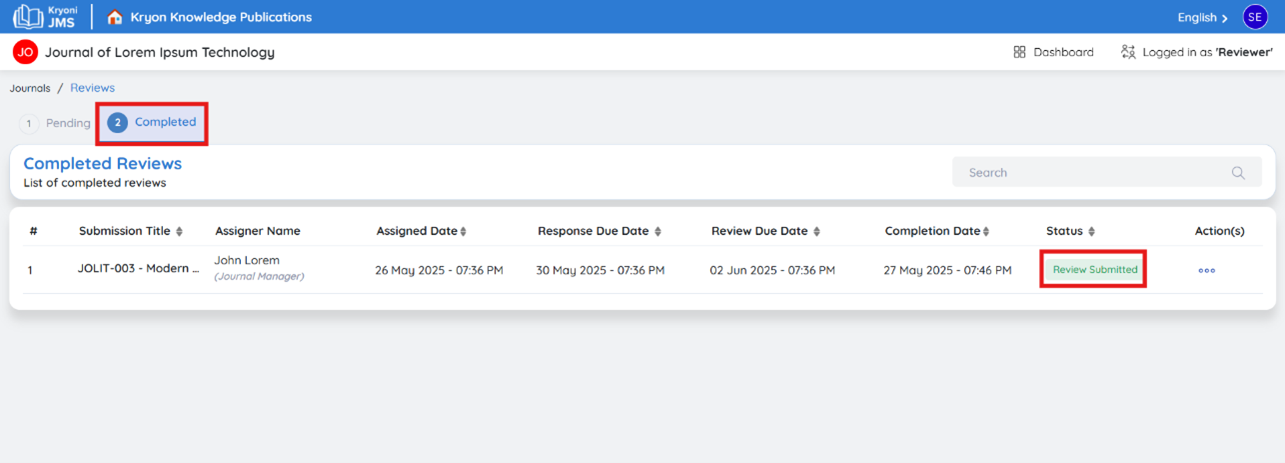 Kryoni
JMS
Kryon Knowledge Publications
English
SE
JO
Journal of Lorem Ipsum Technology
Dashboard
Logged in as 'Reviewer'
Journals / Reviews
1 Pending
2 Completed
Completed Reviews
List of completed reviews
Search
# Submission Title Assigner Name Assigned Date Response Due Date Review Due Date Completion Date Status Action(s)
1 JOLIT-003 - Modern ... John Lorem 26 May 2025 - 07:36 PM 30 May 2025 - 07:36 PM 02 Jun 2025 - 07:36 PM 27 May 2025 - 07:46 PM Review Submitted
(Journal Manager)